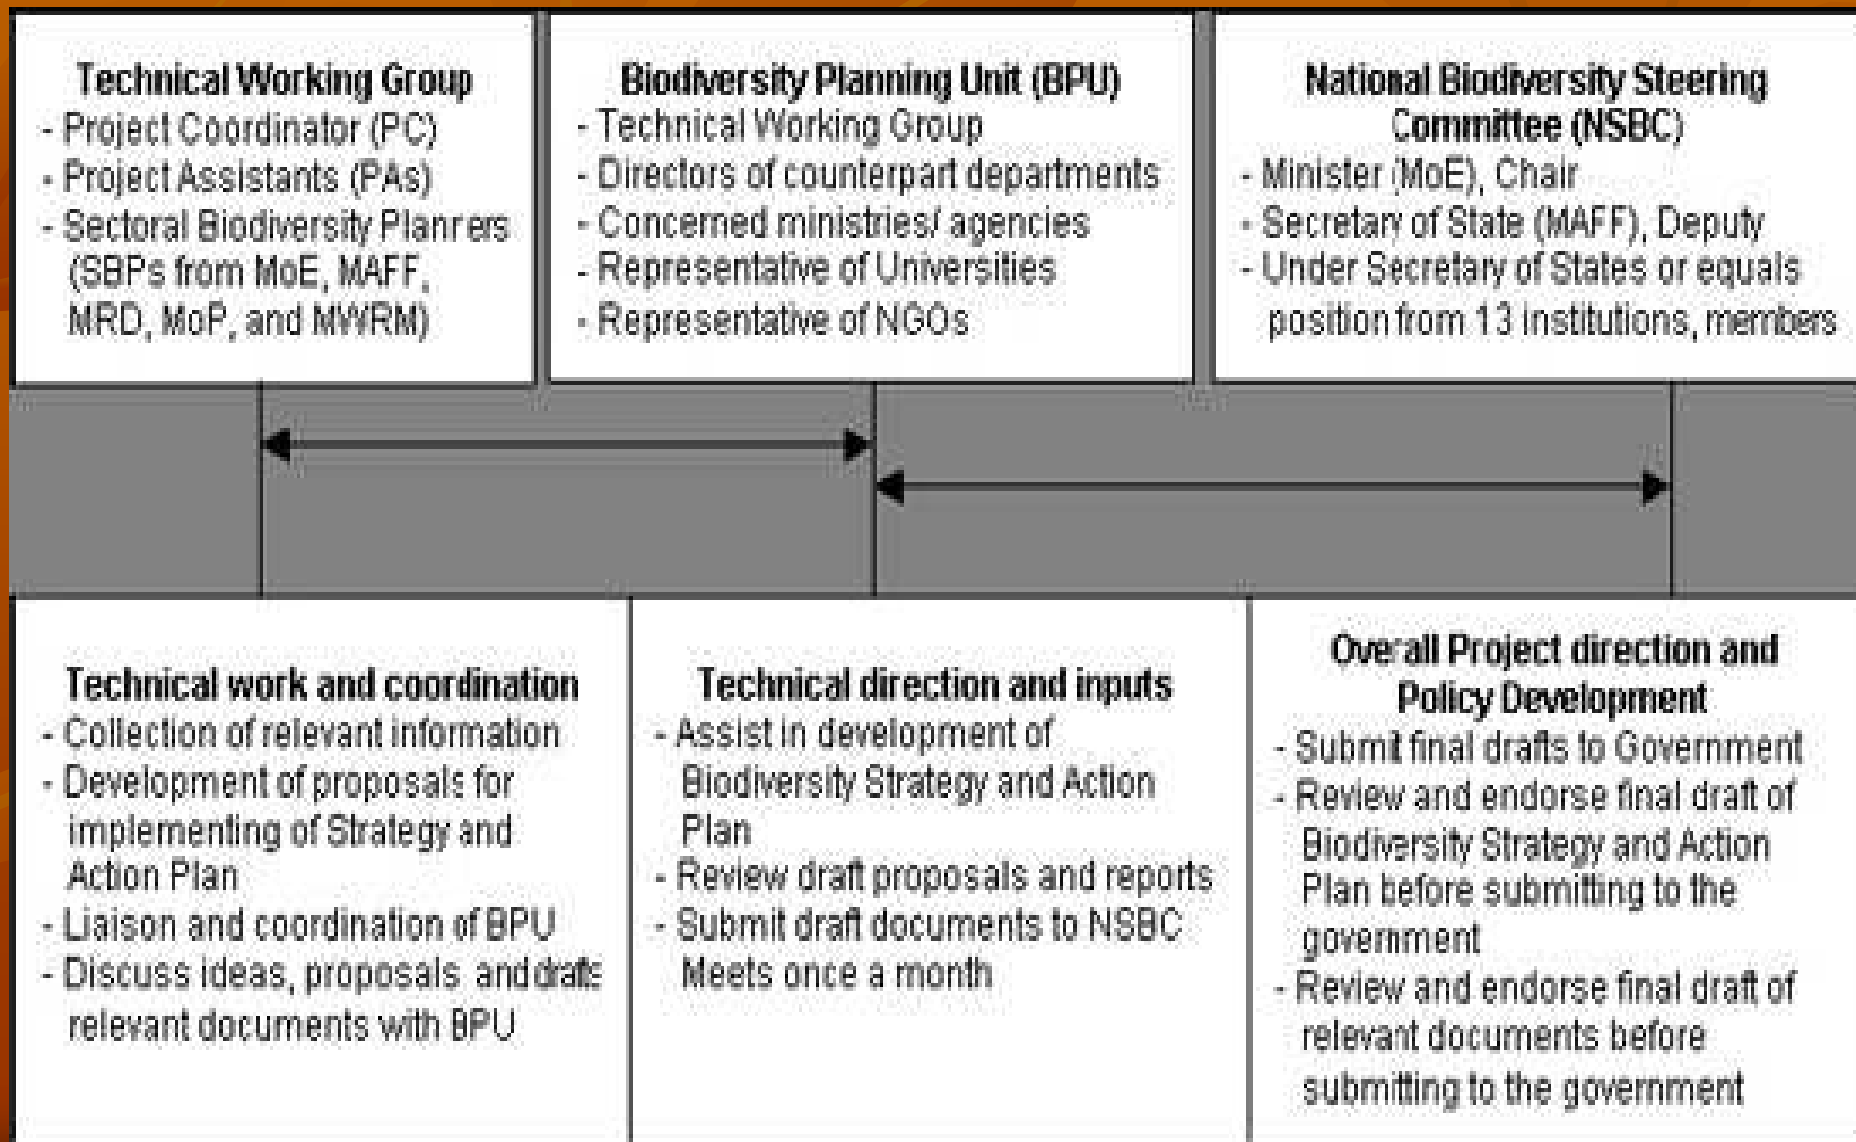 Technical Working Group
- Project Coordinator (PC)
- Project Assistants (PAs)
- Sectoral Biodiversity Planners
(SBPs from MoE, MAFF,
MRD, MoP, and MWRM)
Biodiversity Planning Unit (BPU)
- Technical Working Group
- Directors of counterpart departments
- Concerned ministries/ agencies
- Representative of Universities
- Representative of NGOs
National Biodiversity Steering
Committee (NSBC)
- Minister (MoE), Chair
- Secretary of State (MAFF), Deputy
- Under Secretary of States or equals
position from 13 institutions, members
Technical work and coordination
- Collection of relevant information
- Development of proposals for
implementing of Strategy and
Action Plan
- Liaison and coordination of BPU
- Discuss ideas, proposals and drafts
relevant documents with BPU
Technical direction and inputs
- Assist in development of
Biodiversity Strategy and Action
Plan
- Review draft proposals and reports
- Submit draft documents to NSBC
Meets once a month
Overall Project direction and
Policy Development
- Submit final drafts to Government
- Review and endorse final draft of
Biodiversity Strategy and Action
Plan before submitting to the
government
- Review and endorse final draft of
relevant documents before
submitting to the government